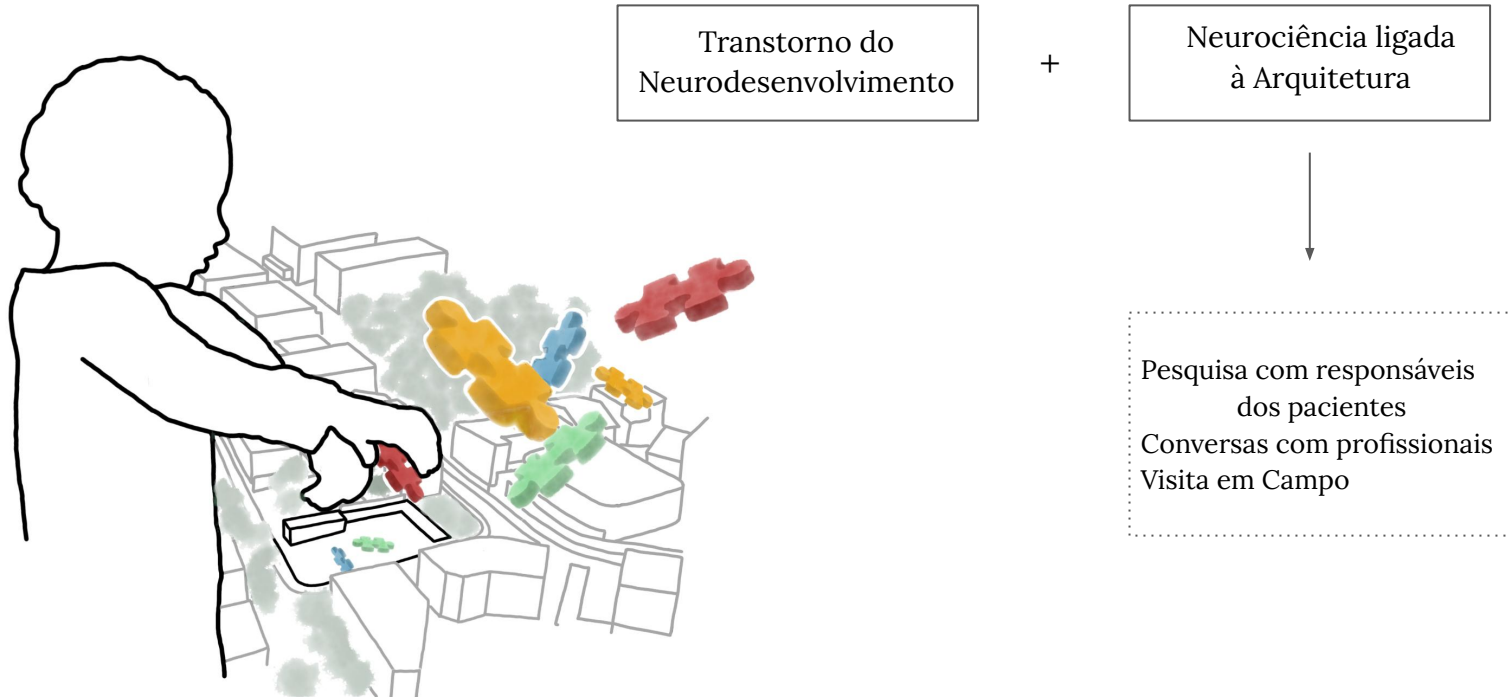 Transtorno do
Neurodesenvolvimento
+
Neurociência ligada
à Arquitetura
Pesquisa com responsáveis
dos pacientes
Conversas com profissionais
Visita em Campo